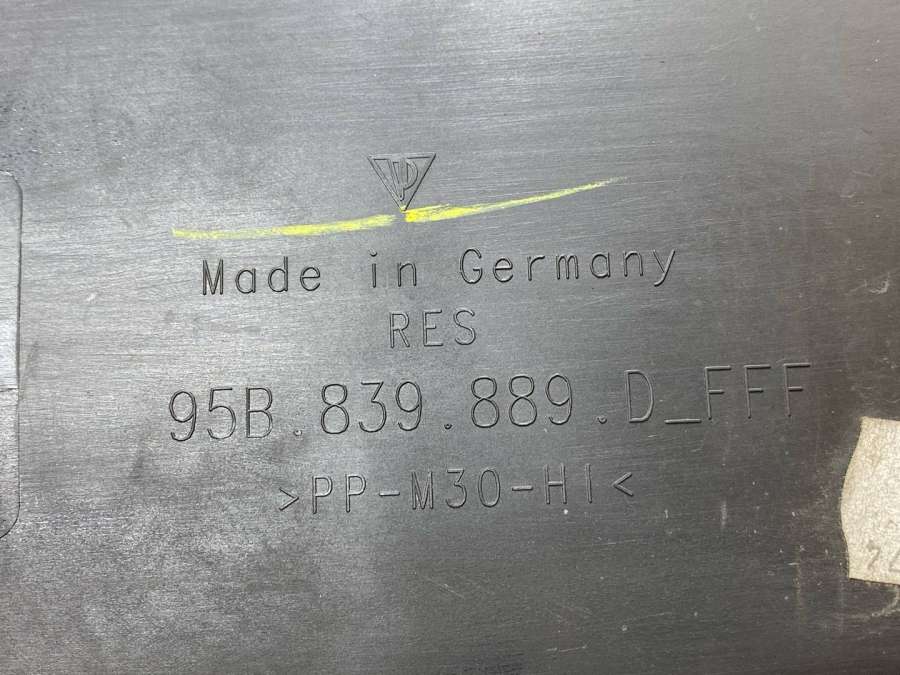 Made in Germany
RES
95B.839.889.D_FFF
>PP-M30-HI<